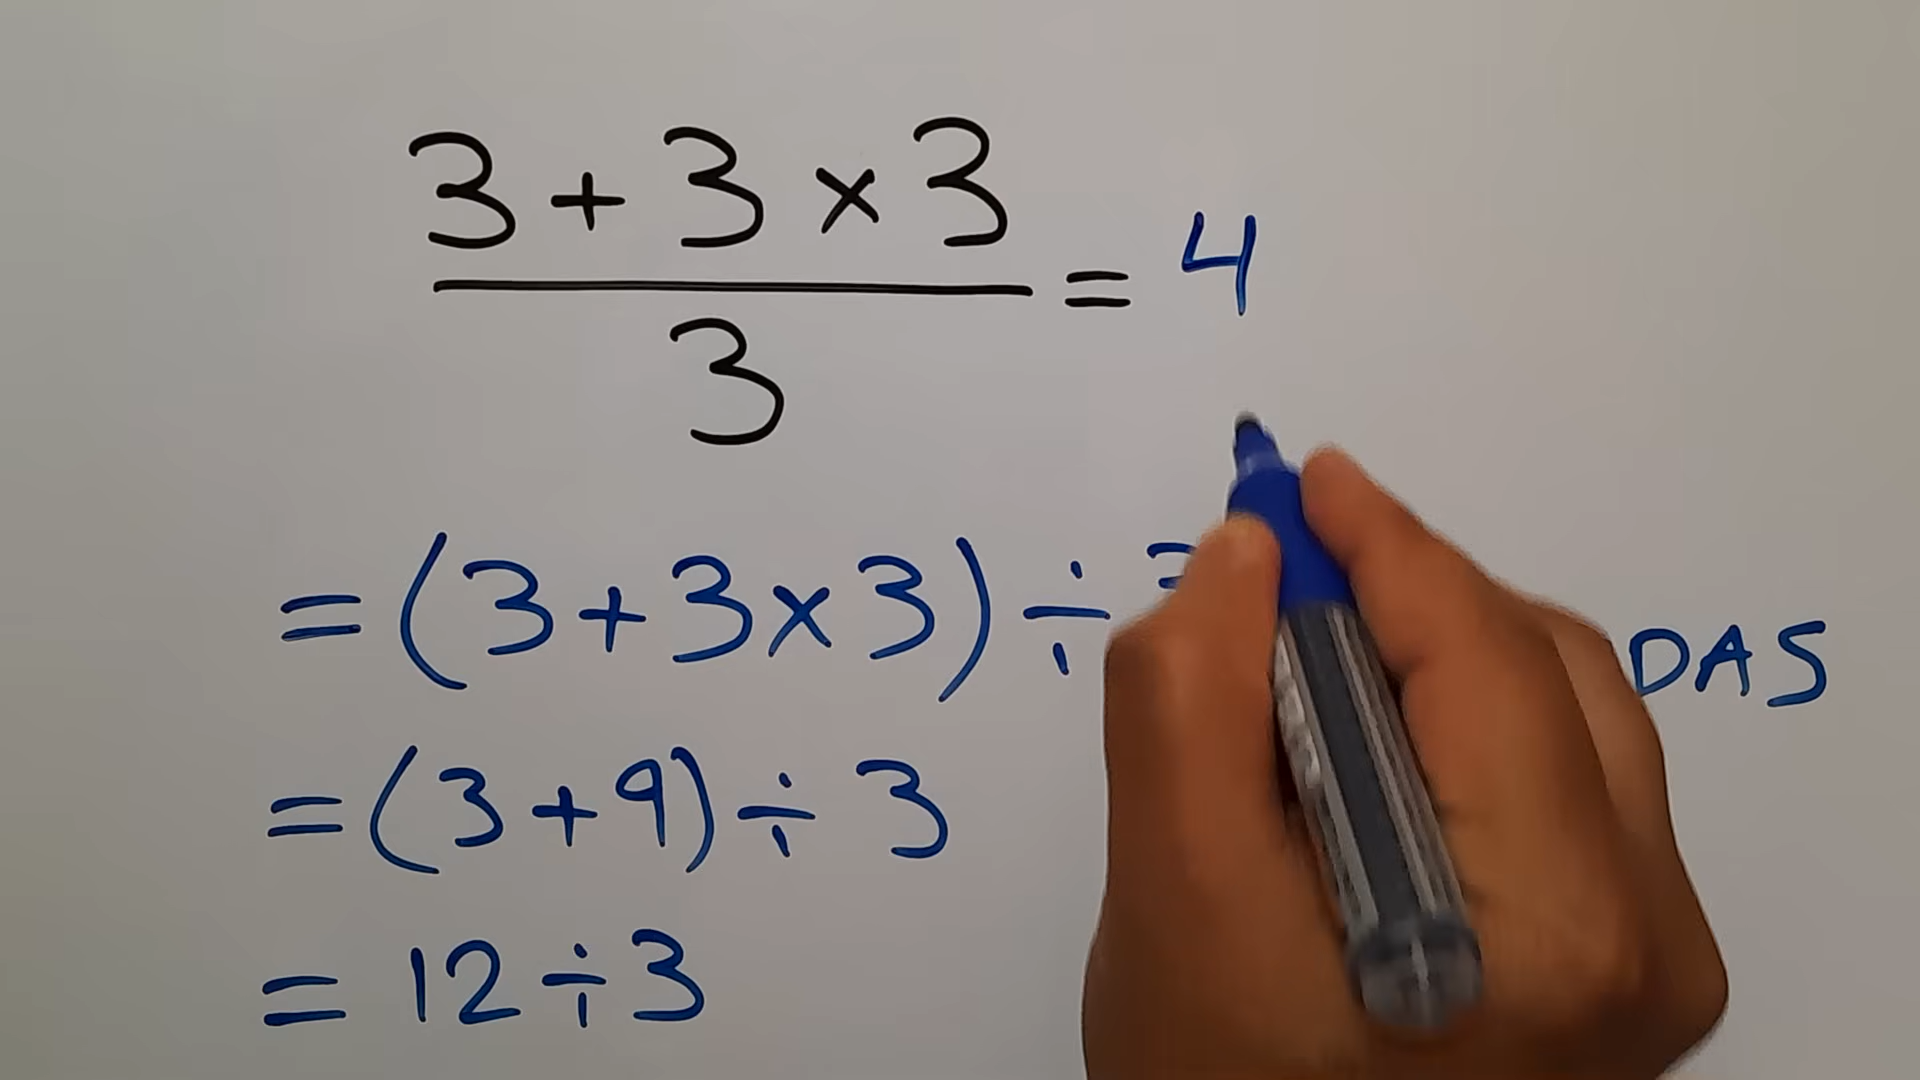 3 + 3 × 3
= 4
3
= (3 + 3 × 3) ÷
DAS
= (3 + 9) ÷ 3
= 12 ÷ 3